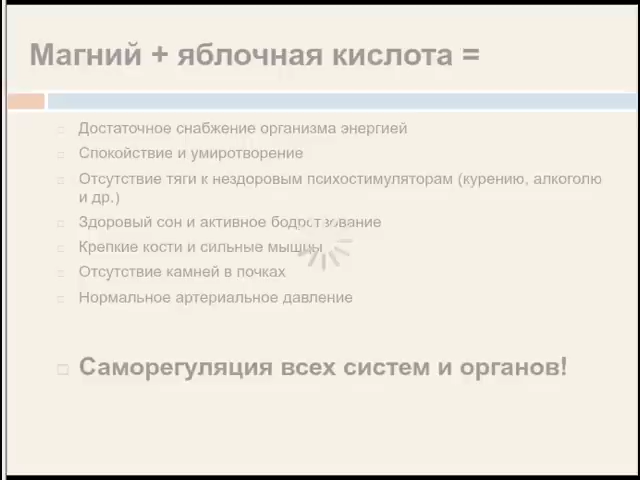 Магний + яблочная кислота =
Достаточное снабжение организма энергией
Спокойствие и умиротворение
Отсутствие тяги к нездоровым психостимуляторам (курению, алкоголю
и др.)
Здоровый сон и активное бодрствование
Крепкие кости и сильные мышцы
Отсутствие камней в почках
Нормальное артериальное давление
Саморегуляция всех систем и органов!